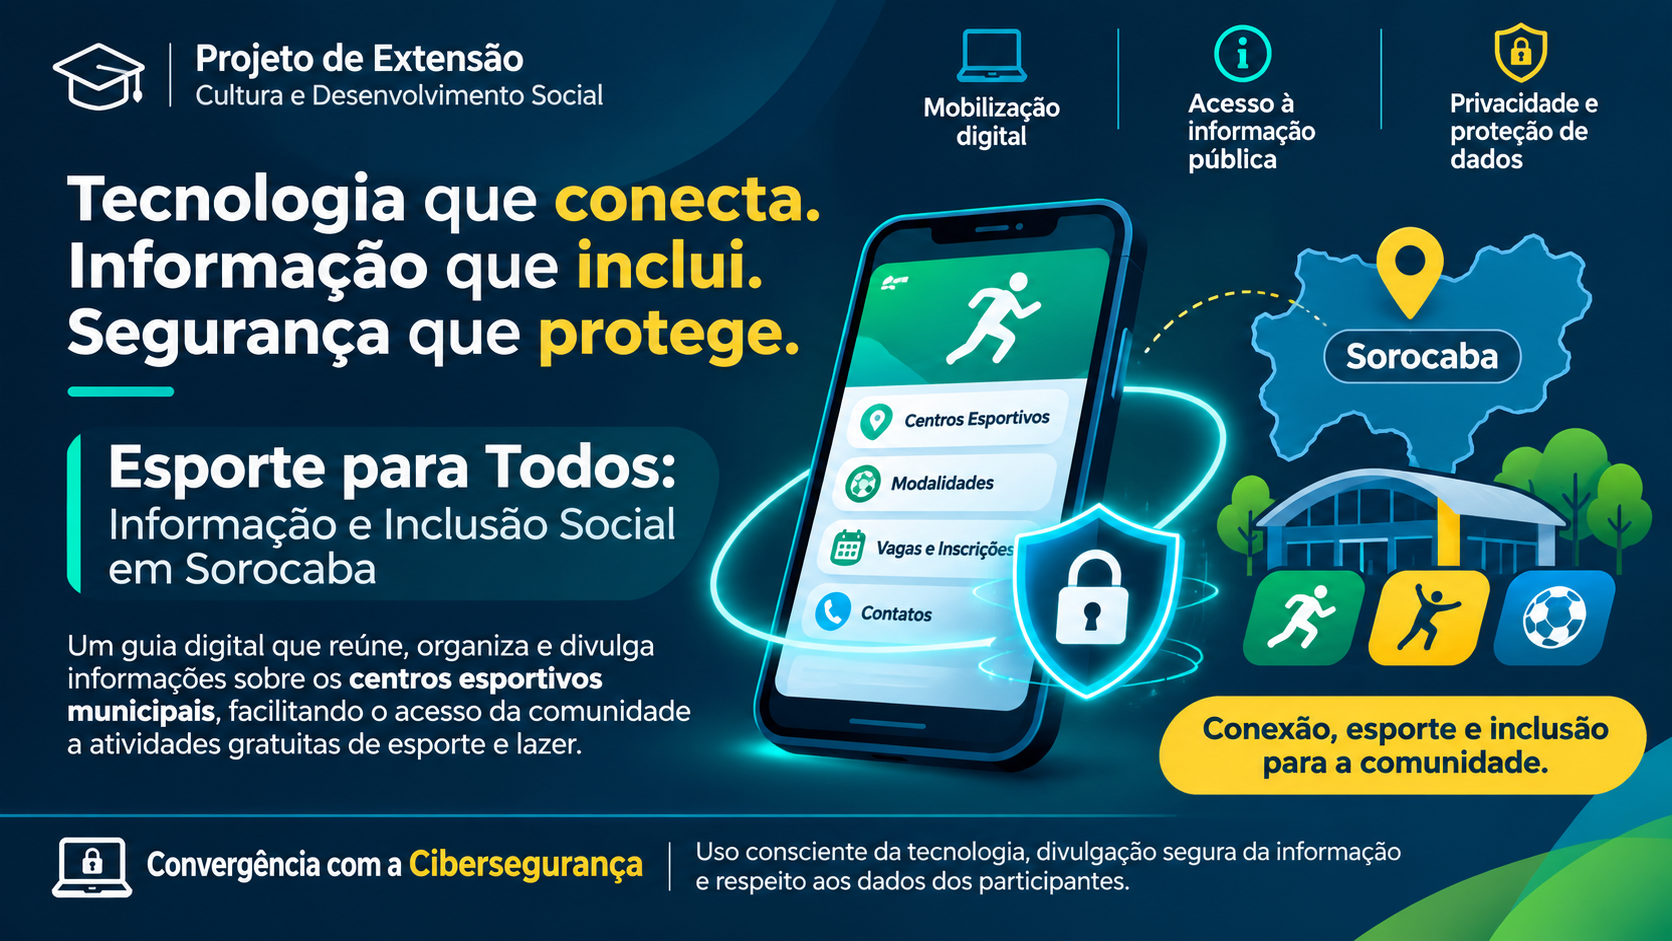 Projeto de Extensão
Cultura e Desenvolvimento Social
Mobilização
digital
Acesso à
informação
pública
Privacidade e
proteção de
dados
Tecnologia que conecta.
Informação que inclui.
Segurança que protege.
Esporte para Todos:
Informação e Inclusão Social
em Sorocaba
Um guia digital que reúne, organiza e divulga
informações sobre os centros esportivos
municipais, facilitando o acesso da comunidade
a atividades gratuitas de esporte e lazer.
Centros Esportivos
Modalidades
Vagas e Inscrições
Contatos
Sorocaba
Conexão, esporte e inclusão
para a comunidade.
Convergência com a Cibersegurança
Uso consciente da tecnologia, divulgação segura da informação
e respeito aos dados dos participantes.